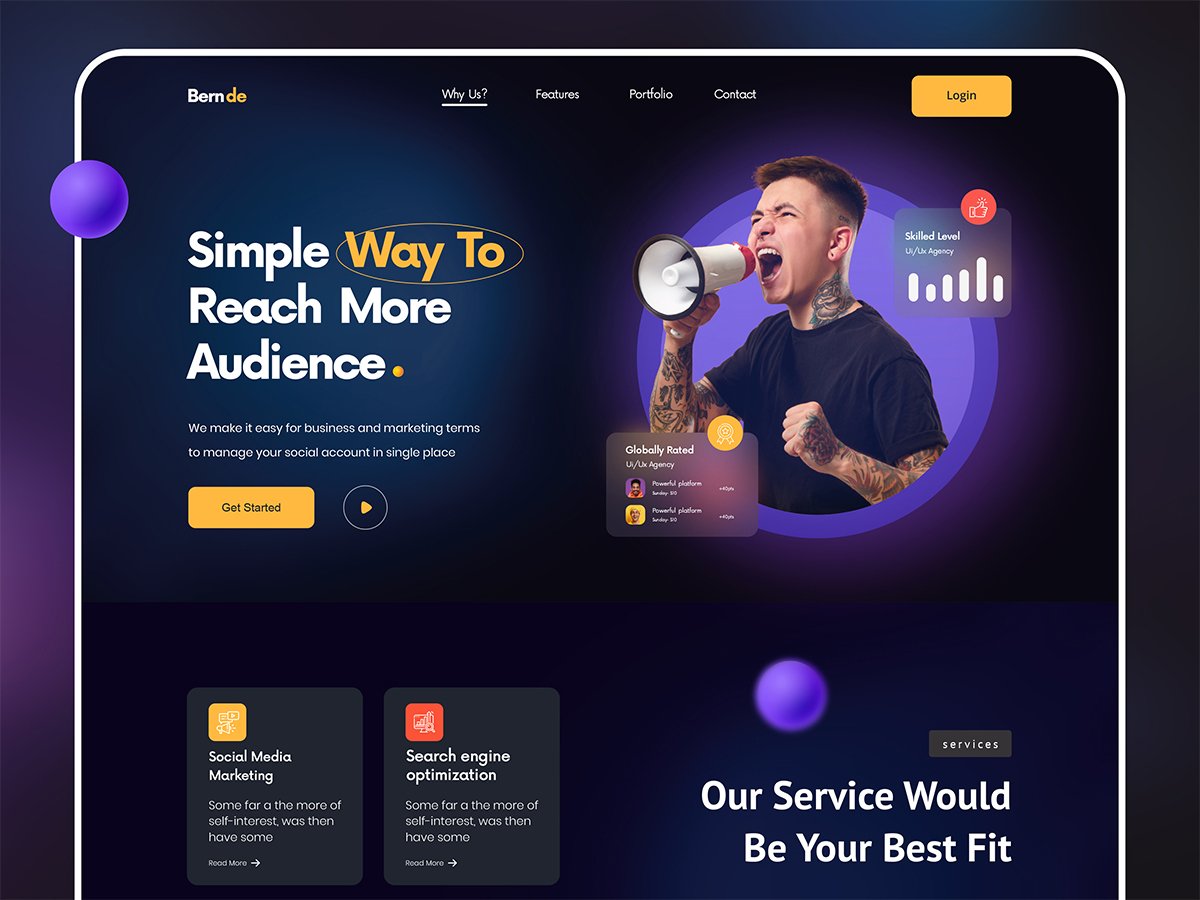 Bernde
Why Us?
Features
Portfolio
Contact
Login
Simple Way To
Reach More
Audience.
We make it easy for business and marketing terms
to manage your social account in single place
Get Started
Skilled Level
Ui/Ux Agency
Globally Rated
Ui/Ux Agency
Powerful platform
Sunday- $10
+40pts
Powerful platform
Sunday- $10
+40pts
Social Media
Marketing
Some far a the more of
self-interest, was then
have some
Read More
Search engine
optimization
Some far a the more of
self-interest, was then
have some
Read More
services
Our Service Would
Be Your Best Fit